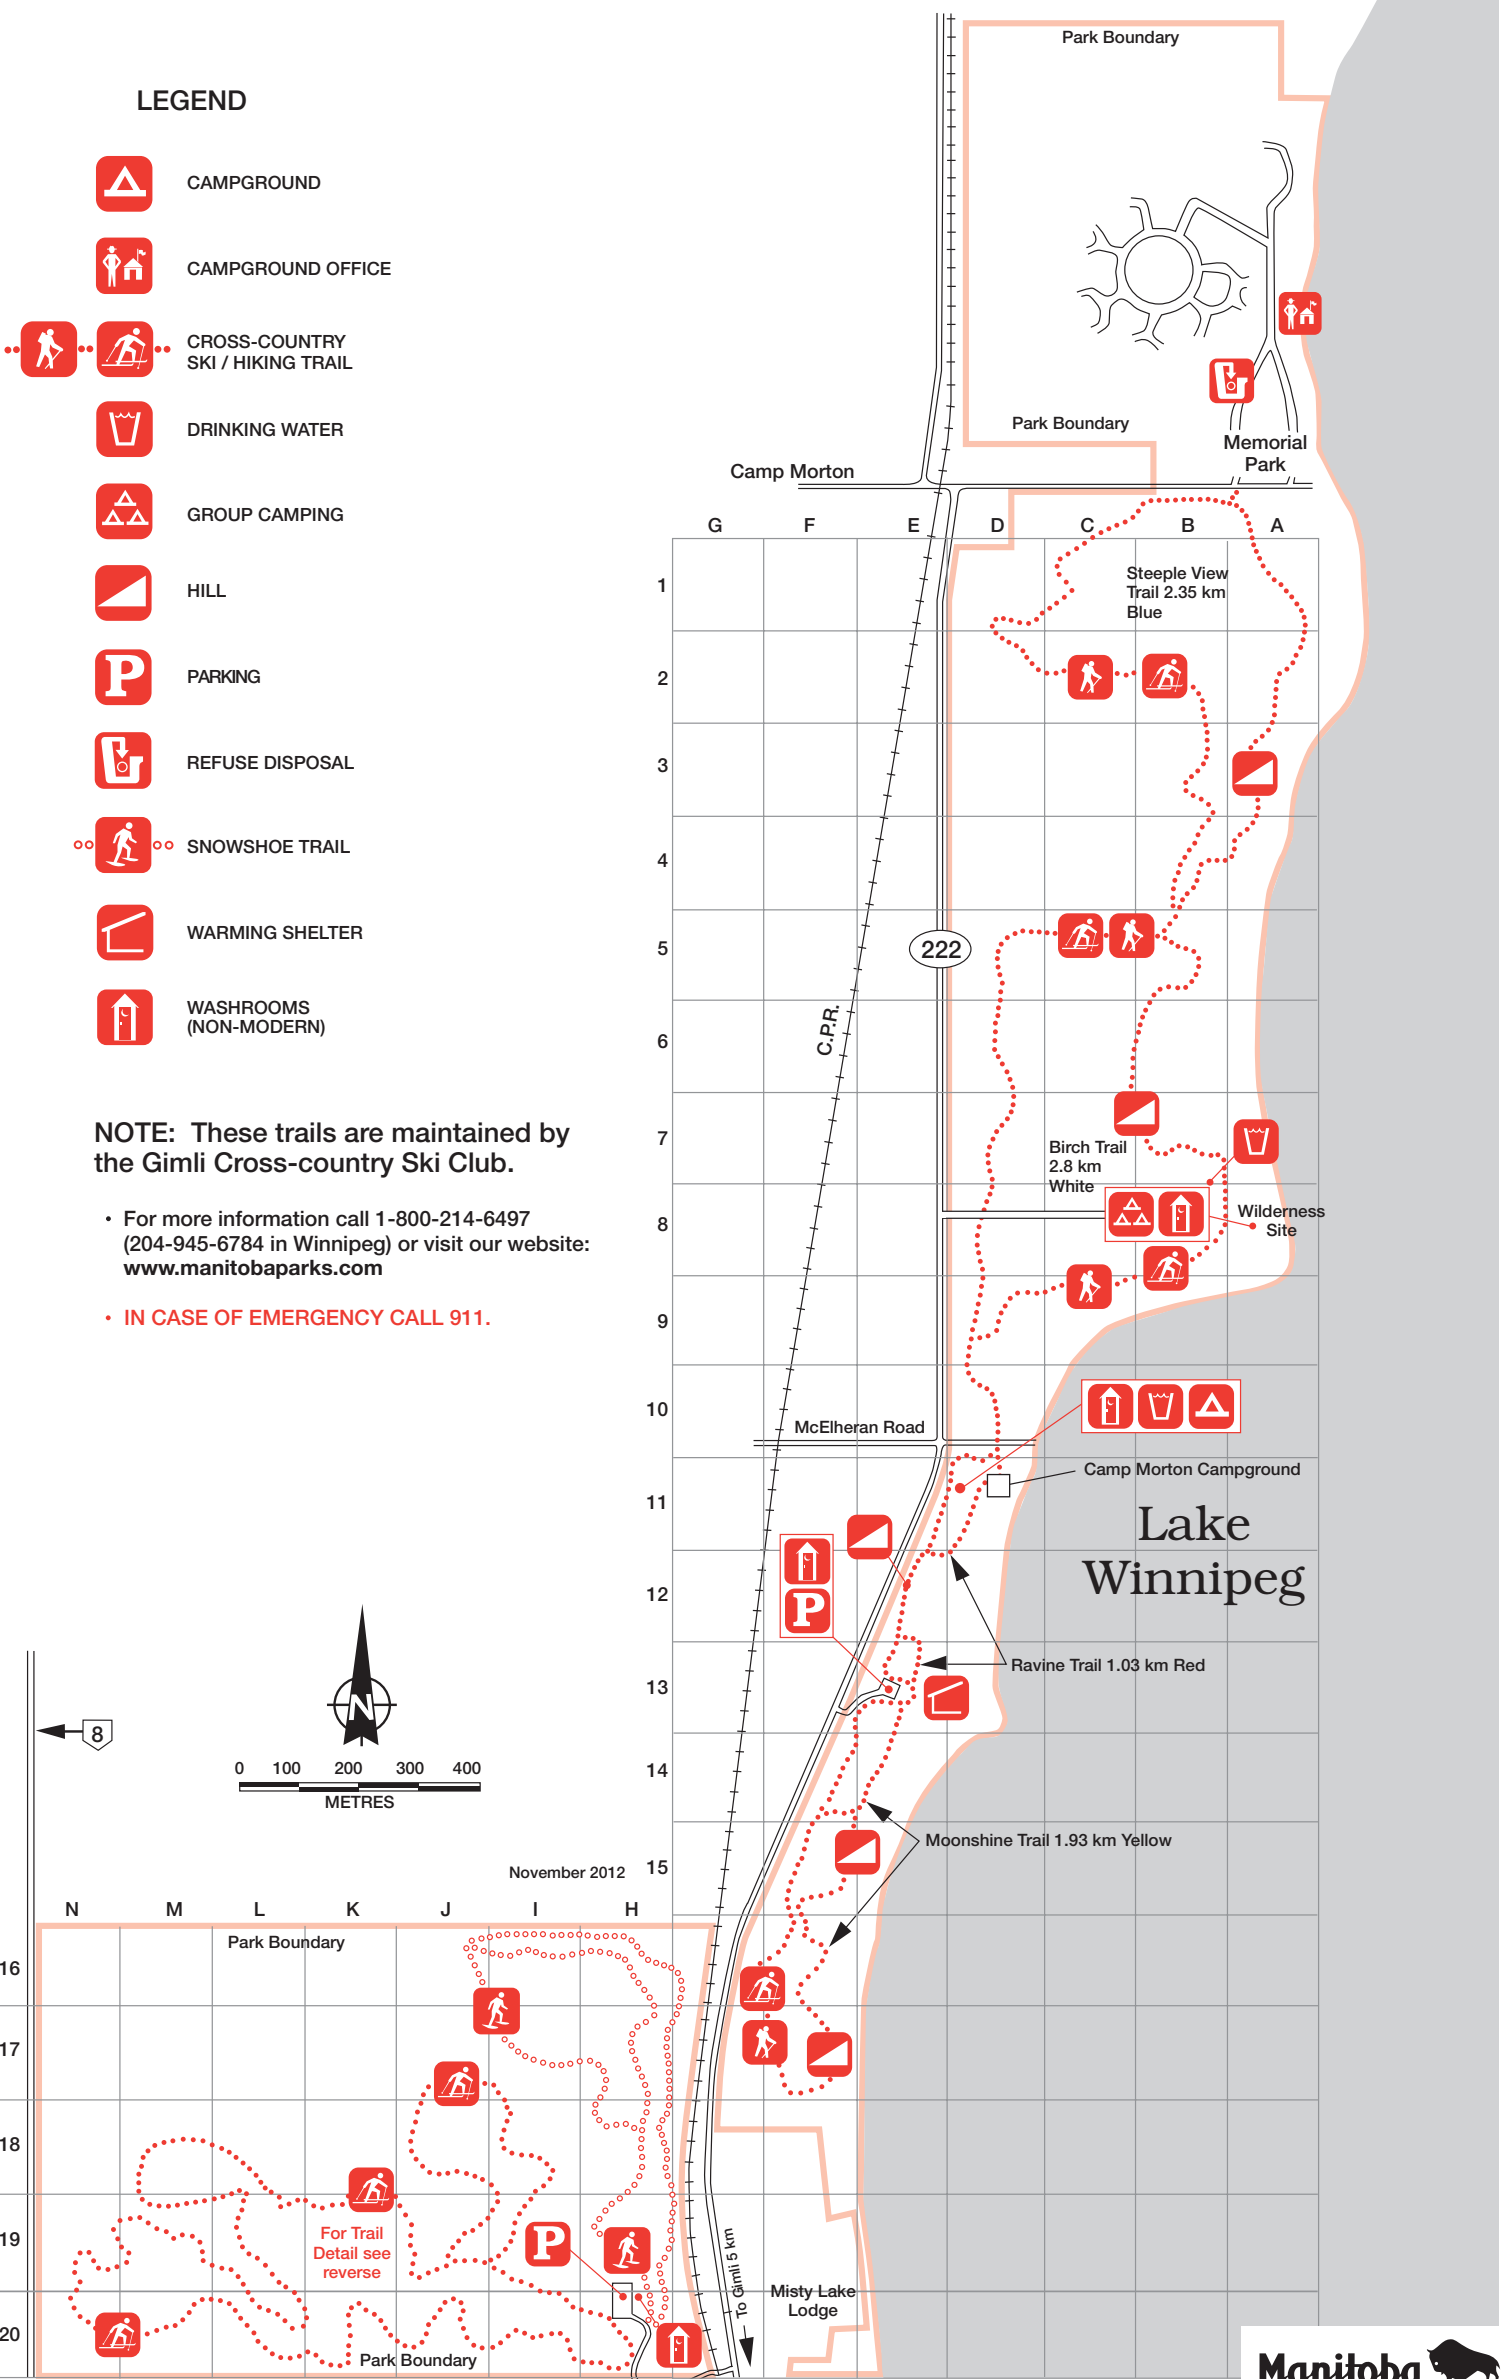 LEGEND
CAMPGROUND
CAMPGROUND OFFICE
CROSS-COUNTRY
SKI / HIKING TRAIL
DRINKING WATER
GROUP CAMPING
HILL
P
PARKING
REFUSE DISPOSAL
SNOWSHOE TRAIL
WARMING SHELTER
WASHROOMS
(NON-MODERN)
NOTE: These trails are maintained by
the Gimli Cross-country Ski Club.
• For more information call 1-800-214-6497
(204-945-6784 in Winnipeg) or visit our website:
www.manitobaparks.com
• IN CASE OF EMERGENCY CALL 911.
Park Boundary
Park Boundary
Memorial
Park
Camp Morton
G F E D C B A
1
Steeple View
Trail 2.35 km
Blue
2
3
4
5
222
6
C.P.R.
7
Birch Trail
2.8 km
White
8
Wilderness
Site
9
10
McElheran Road
Camp Morton Campground
11
Lake
Winnipeg
12
P
Ravine Trail 1.03 km Red
13
N
8
14
0 100 200 300 400
METRES
Moonshine Trail 1.93 km Yellow
November 2012
15
N M L K J I H
Park Boundary
16
17
18
19
For Trail
Detail see
reverse
P
To Gimli 5 km
Misty Lake
Lodge
20
Park Boundary
Manitoba